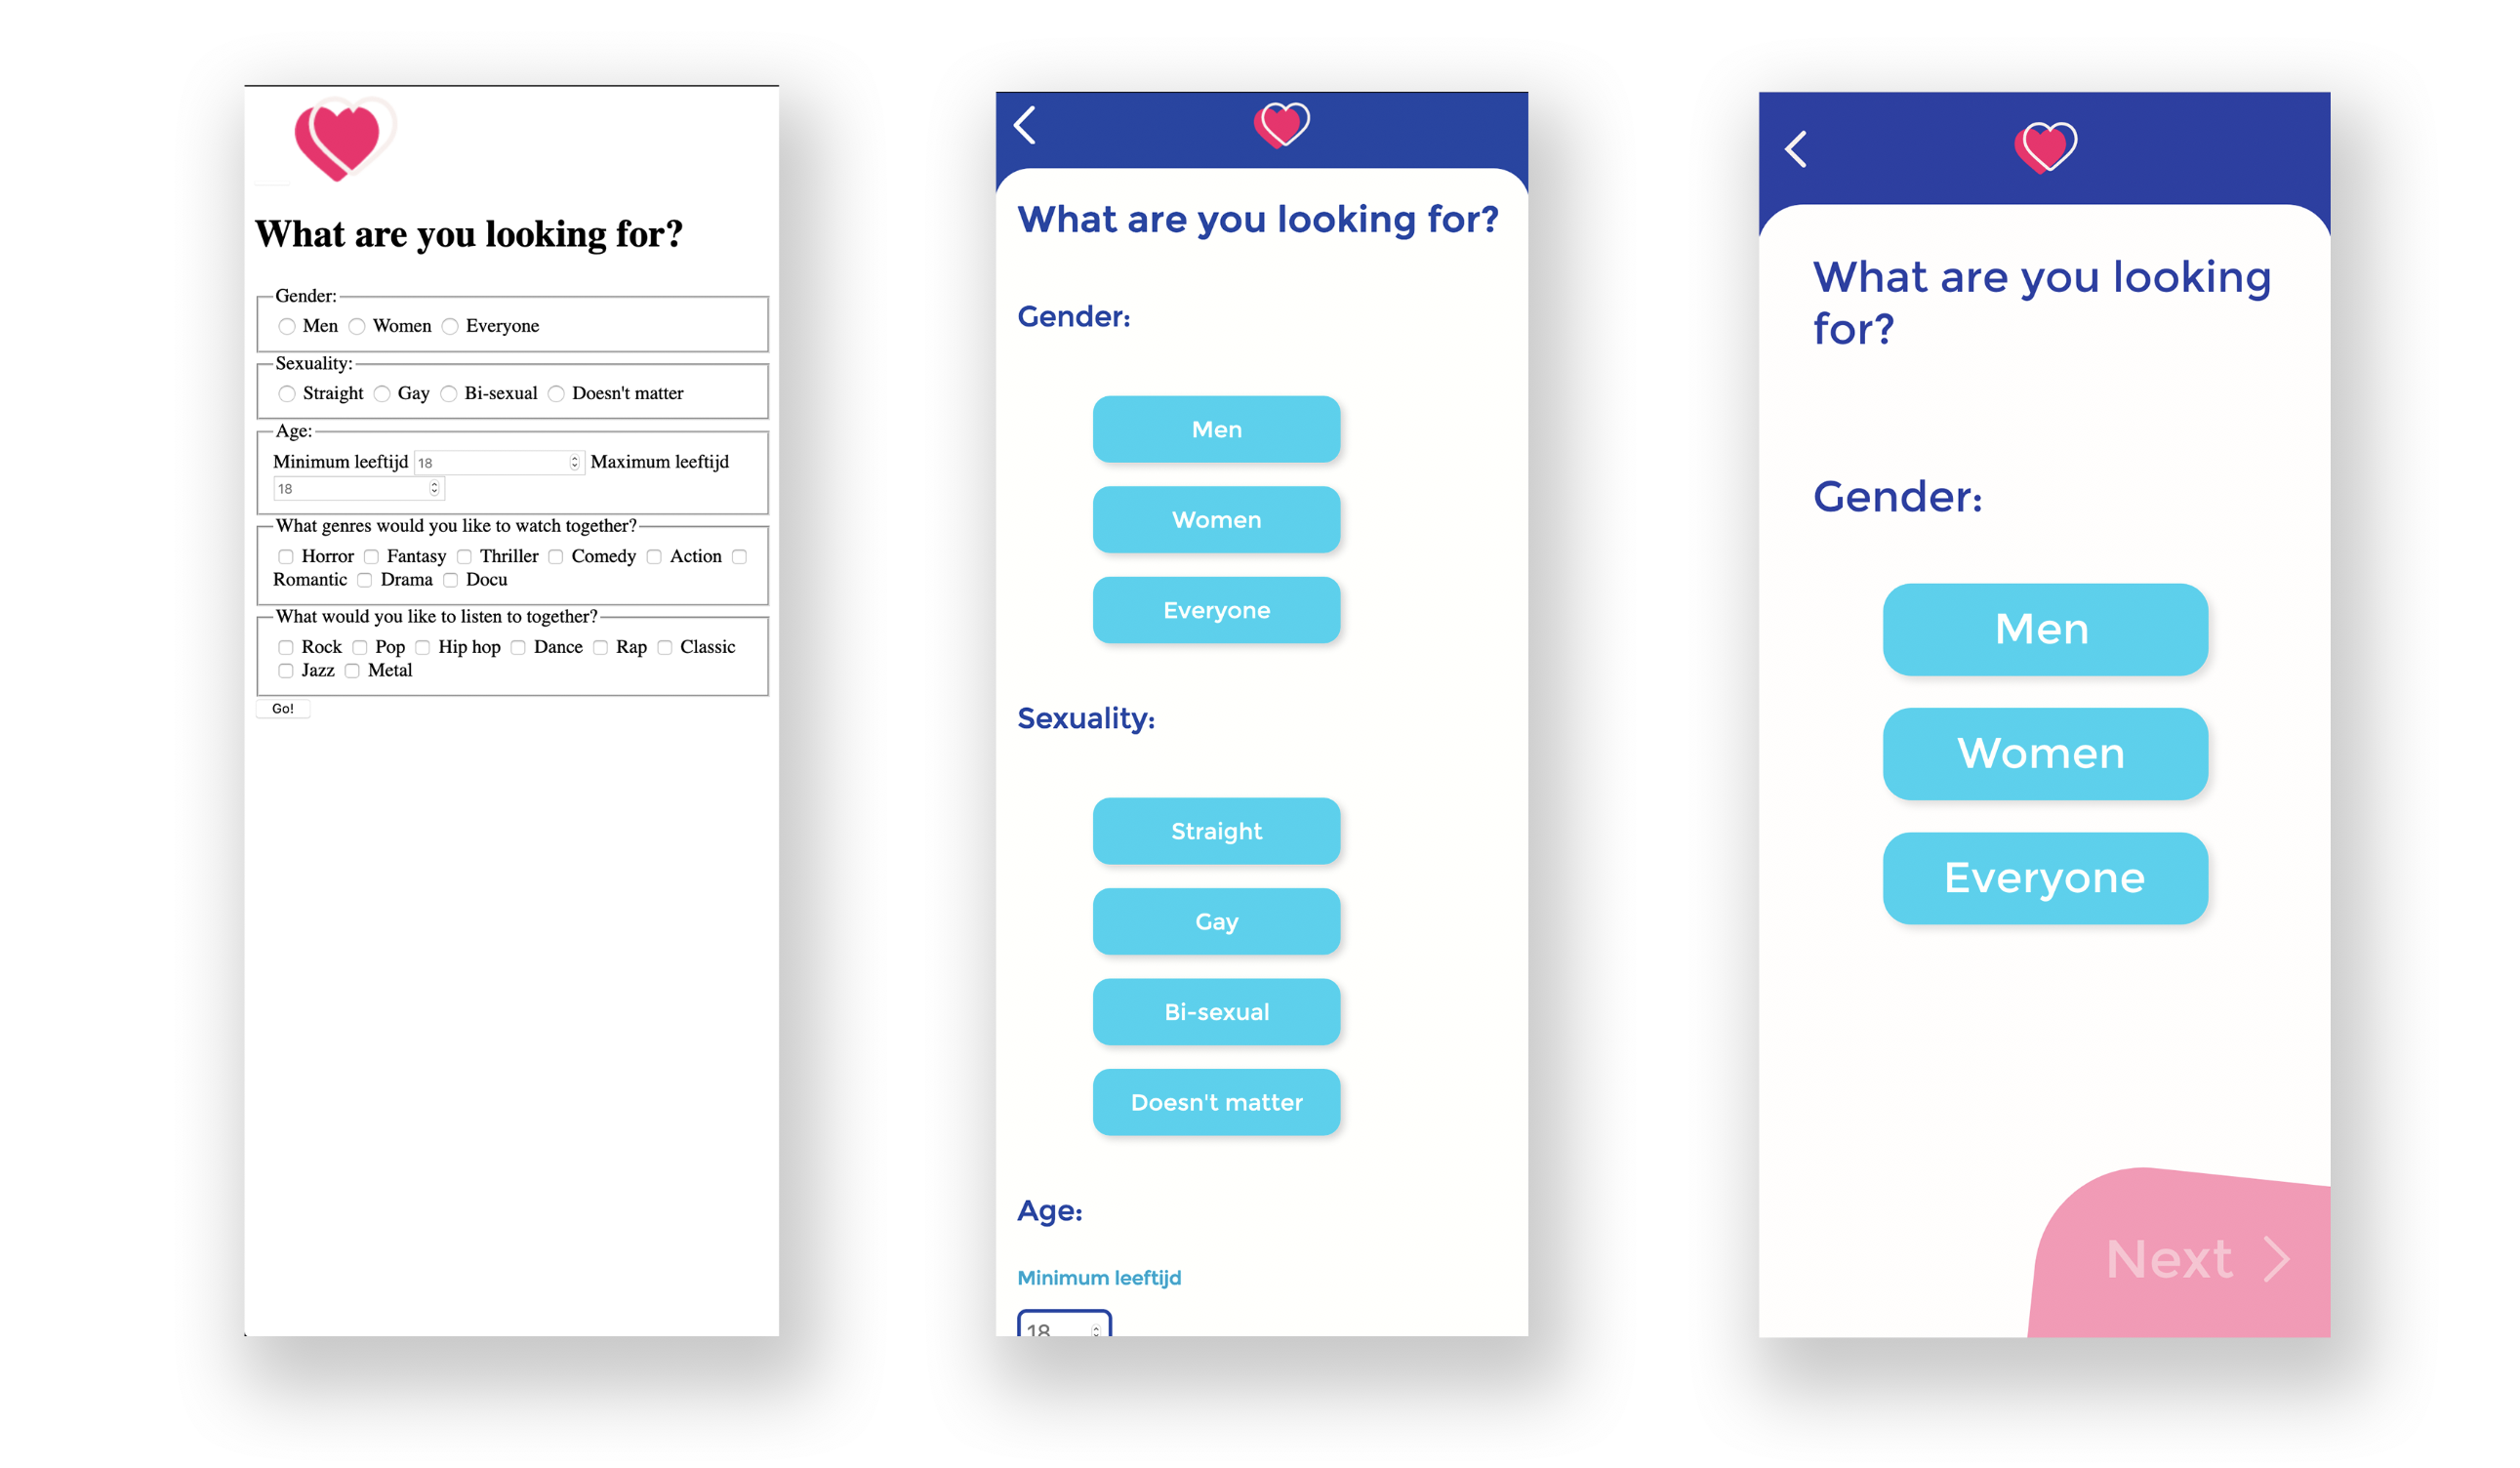 What are you looking for?
Gender:
Men Women Everyone
Sexuality:
Straight Gay Bi-sexual Doesn't matter
Age:
Minimum leeftijd 18 Maximum leeftijd
18
What genres would you like to watch together?
Horror Fantasy Thriller Comedy Action
Romantic Drama Docu
What would you like to listen to together?
Rock Pop Hip hop Dance Rap Classic
Jazz Metal
Go!
What are you looking for?
Gender:
Men
Women
Everyone
Sexuality:
Straight
Gay
Bi-sexual
Doesn't matter
Age:
Minimum leeftijd
18
What are you looking
for?
Gender:
Men
Women
Everyone
Next